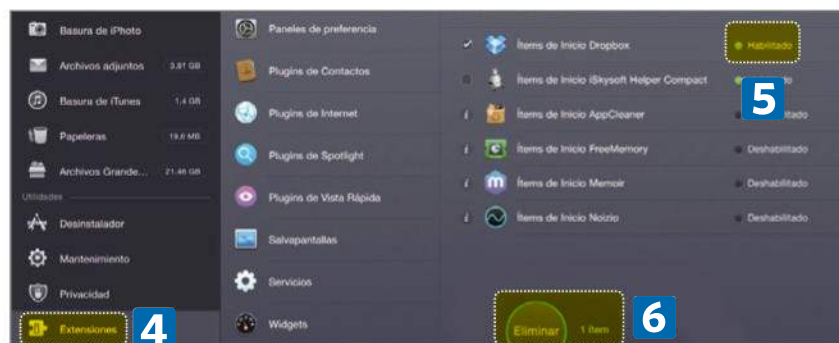 Basura de iPhoto
Archivos adjuntos 3,81 GB
Basura de iTunes 1,4 GB
Papeleras 19,6 MB
Archivos Grande... 21,46 GB
Utilidades
Desinstalador
Mantenimiento
Privacidad
Extensiones
4
Paneles de preferencia
Plugins de Contactos
Plugins de Internet
Plugins de Spotlight
Plugins de Vista Rápida
Salvapantallas
Servicios
Widgets
Ítems de Inicio Dropbox Habilitado
Ítems de Inicio iSkysoft Helper Compact
5
Ítems de Inicio AppCleaner
Ítems de Inicio FreeMemory Deshabilitado
Ítems de Inicio Memoir Deshabilitado
Ítems de Inicio Noizio Deshabilitado
Eliminar 1 ítem
6